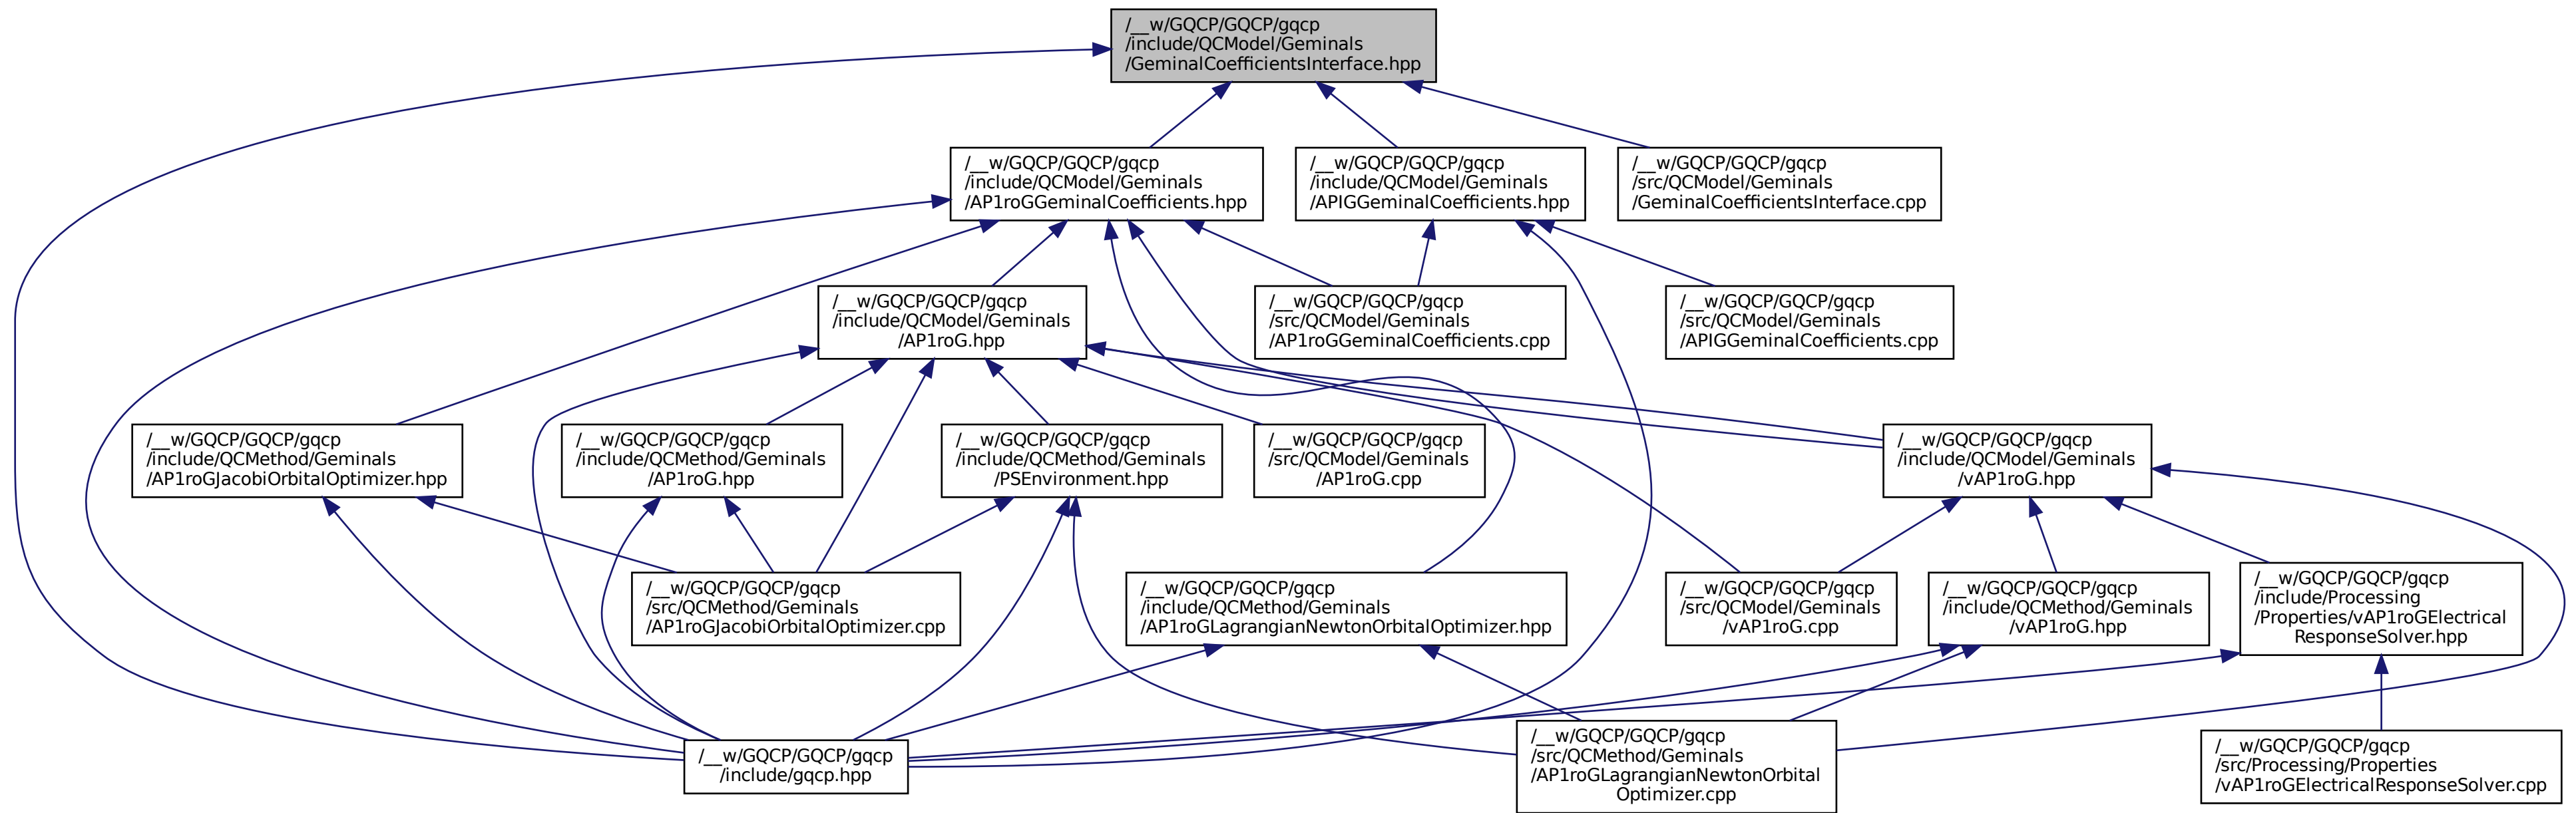 /__w/GQCP/GQCP/gqcp
/include/QCModel/Geminals
/GeminalCoefficientsInterface.hpp
/__w/GQCP/GQCP/gqcp
/include/QCModel/Geminals
/AP1roGGeminalCoefficients.hpp
/__w/GQCP/GQCP/gqcp
/include/QCModel/Geminals
/APIGGeminalCoefficients.hpp
/__w/GQCP/GQCP/gqcp
/src/QCModel/Geminals
/GeminalCoefficientsInterface.cpp
/__w/GQCP/GQCP/gqcp
/include/QCModel/Geminals
/AP1roG.hpp
/__w/GQCP/GQCP/gqcp
/src/QCModel/Geminals
/AP1roGGeminalCoefficients.cpp
/__w/GQCP/GQCP/gqcp
/src/QCModel/Geminals
/APIGGeminalCoefficients.cpp
/__w/GQCP/GQCP/gqcp
/include/QCMethod/Geminals
/AP1roGJacobiOrbitalOptimizer.hpp
/__w/GQCP/GQCP/gqcp
/include/QCMethod/Geminals
/AP1roG.hpp
/__w/GQCP/GQCP/gqcp
/include/QCMethod/Geminals
/PSEnvironment.hpp
/__w/GQCP/GQCP/gqcp
/src/QCModel/Geminals
/AP1roG.cpp
/__w/GQCP/GQCP/gqcp
/include/QCModel/Geminals
/vAP1roG.hpp
/__w/GQCP/GQCP/gqcp
/src/QCMethod/Geminals
/AP1roGJacobiOrbitalOptimizer.cpp
/__w/GQCP/GQCP/gqcp
/include/QCMethod/Geminals
/AP1roGLagrangianNewtonOrbitalOptimizer.hpp
/__w/GQCP/GQCP/gqcp
/src/QCModel/Geminals
/vAP1roG.cpp
/__w/GQCP/GQCP/gqcp
/include/QCMethod/Geminals
/vAP1roG.hpp
/__w/GQCP/GQCP/gqcp
/include/Processing
/Properties/vAP1roGElectrical
ResponseSolver.hpp
/__w/GQCP/GQCP/gqcp
/include/gqcp.hpp
/__w/GQCP/GQCP/gqcp
/src/QCMethod/Geminals
/AP1roGLagrangianNewtonOrbital
Optimizer.cpp
/__w/GQCP/GQCP/gqcp
/src/Processing/Properties
/vAP1roGElectricalResponseSolver.cpp